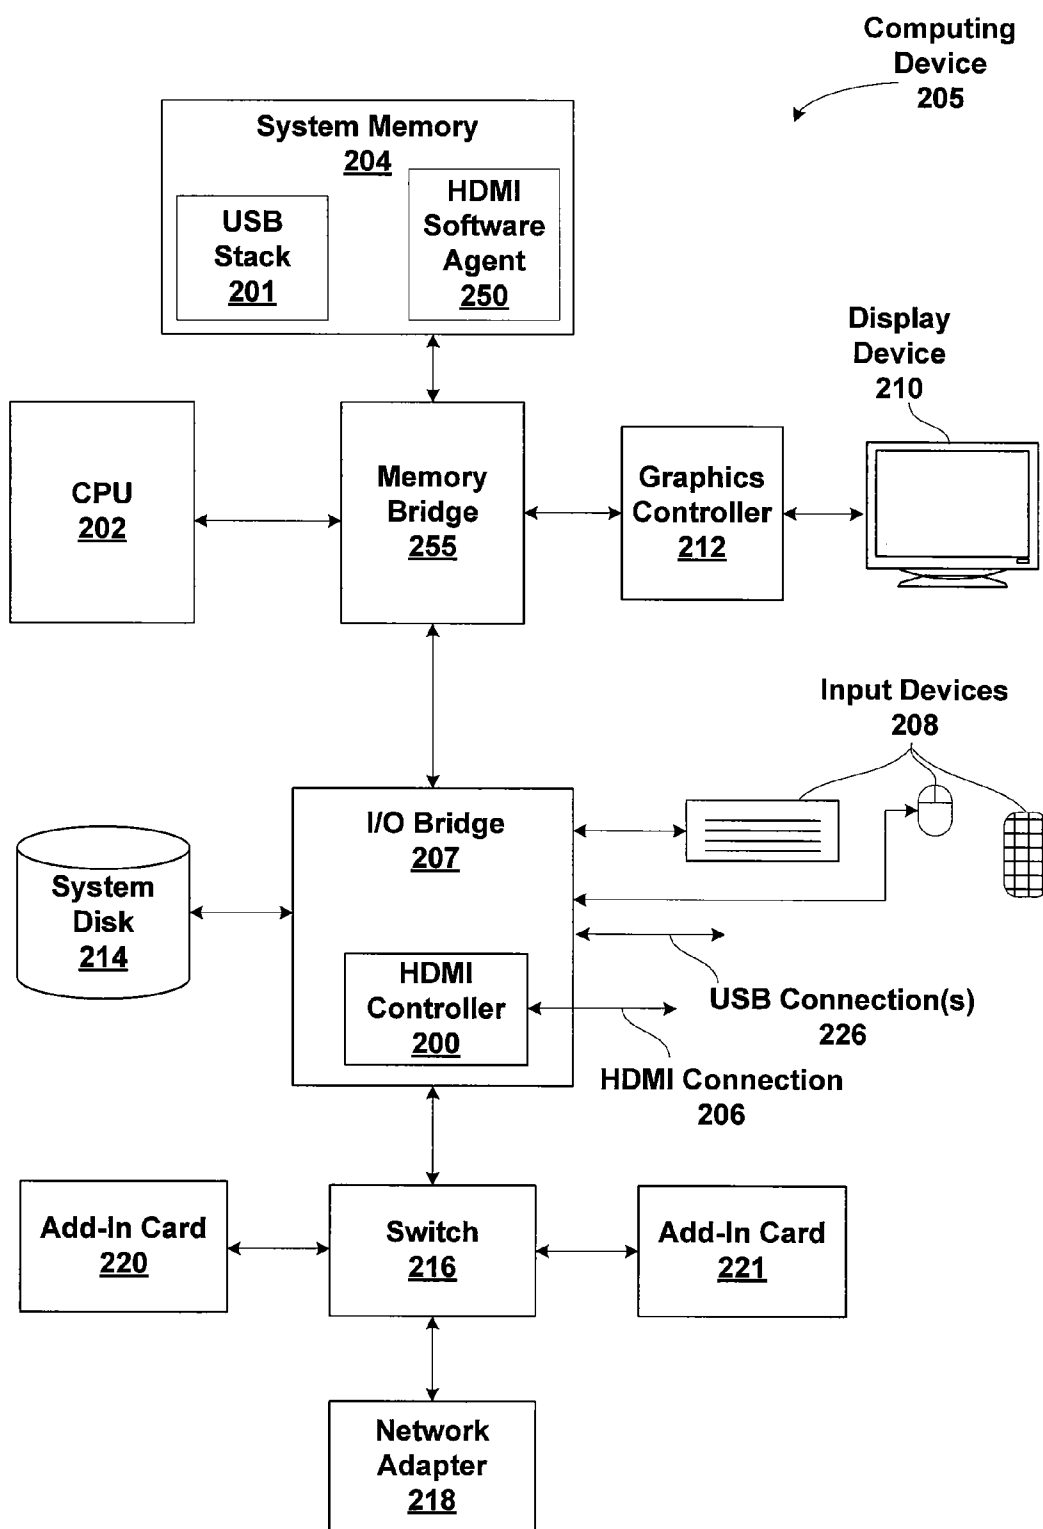 Computing
Device
205
System Memory
204
USB
Stack
201
HDMI
Software
Agent
250
Display
Device
210
CPU
202
Memory
Bridge
255
Graphics
Controller
212
Input Devices
208
I/O Bridge
207
System
Disk
214
HDMI
Controller
200
USB Connection(s)
226
HDMI Connection
206
Add-In Card
220
Switch
216
Add-In Card
221
Network
Adapter
218